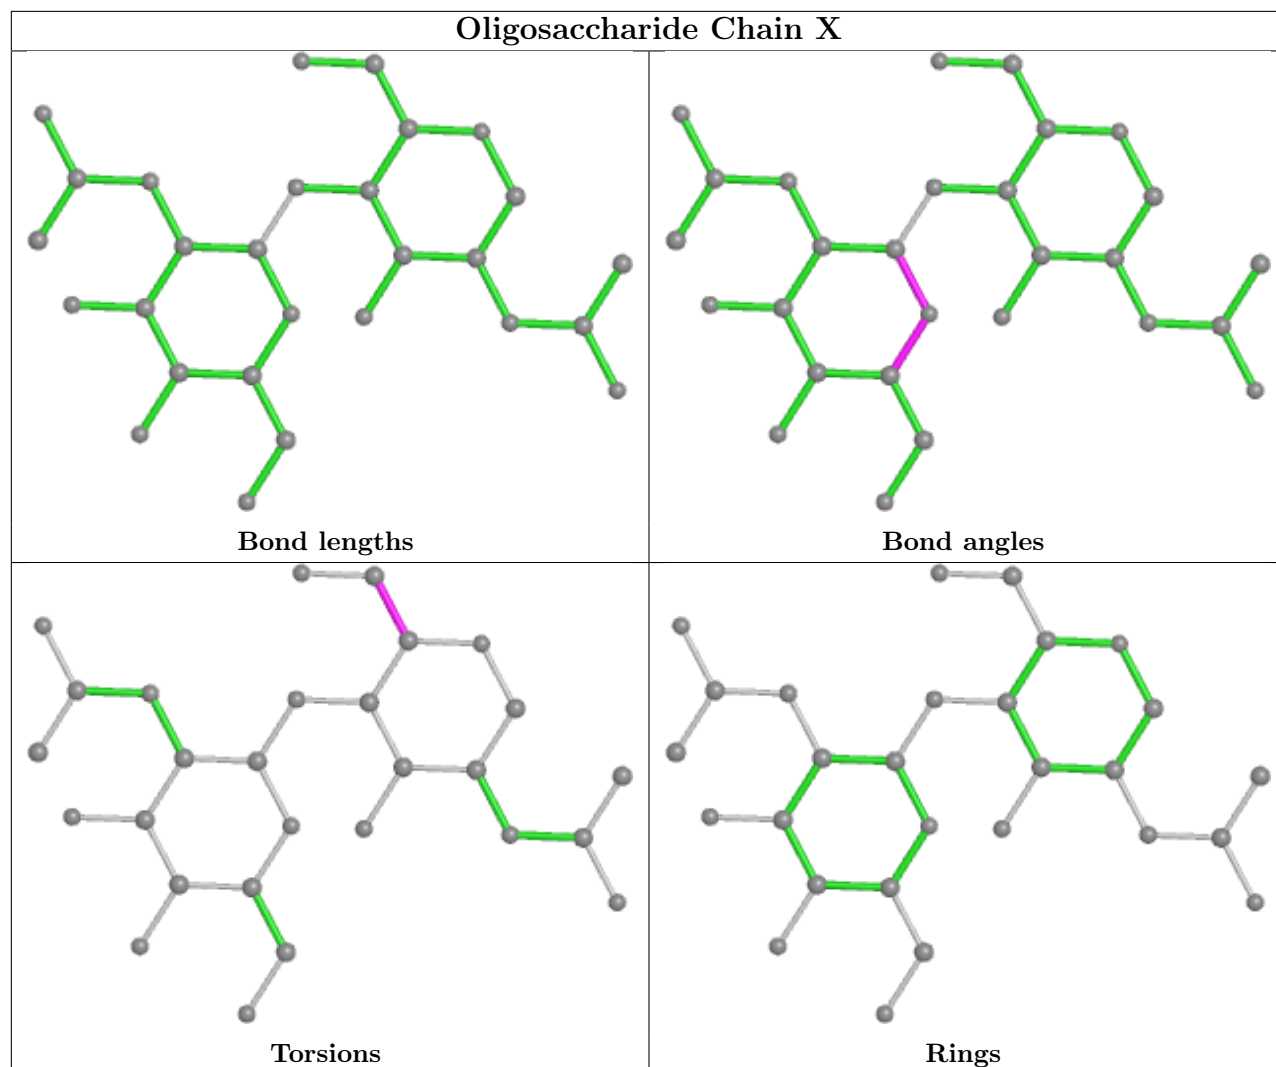 Oligosaccharide Chain X
Bond lengths
Bond angles
Torsions
Rings